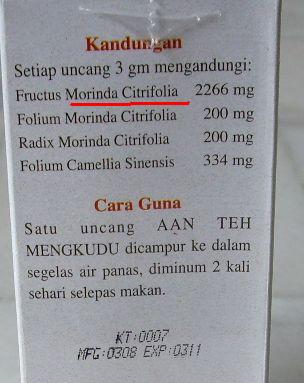 Kandungan
Setiap uncang 3 gm mengandungi:
Fructus Morinda Citrifolia 2266 mg
Folium Morinda Citrifolia 200 mg
Radix Morinda Citrifolia 200 mg
Folium Camellia Sinensis 334 mg
Cara Guna
Satu uncang AAN TEH
MENGKUDU dicampur ke dalam
segelas air panas, diminum 2 kali
sehari selepas makan.
KT:0007
MFG:0308 EXP:0311